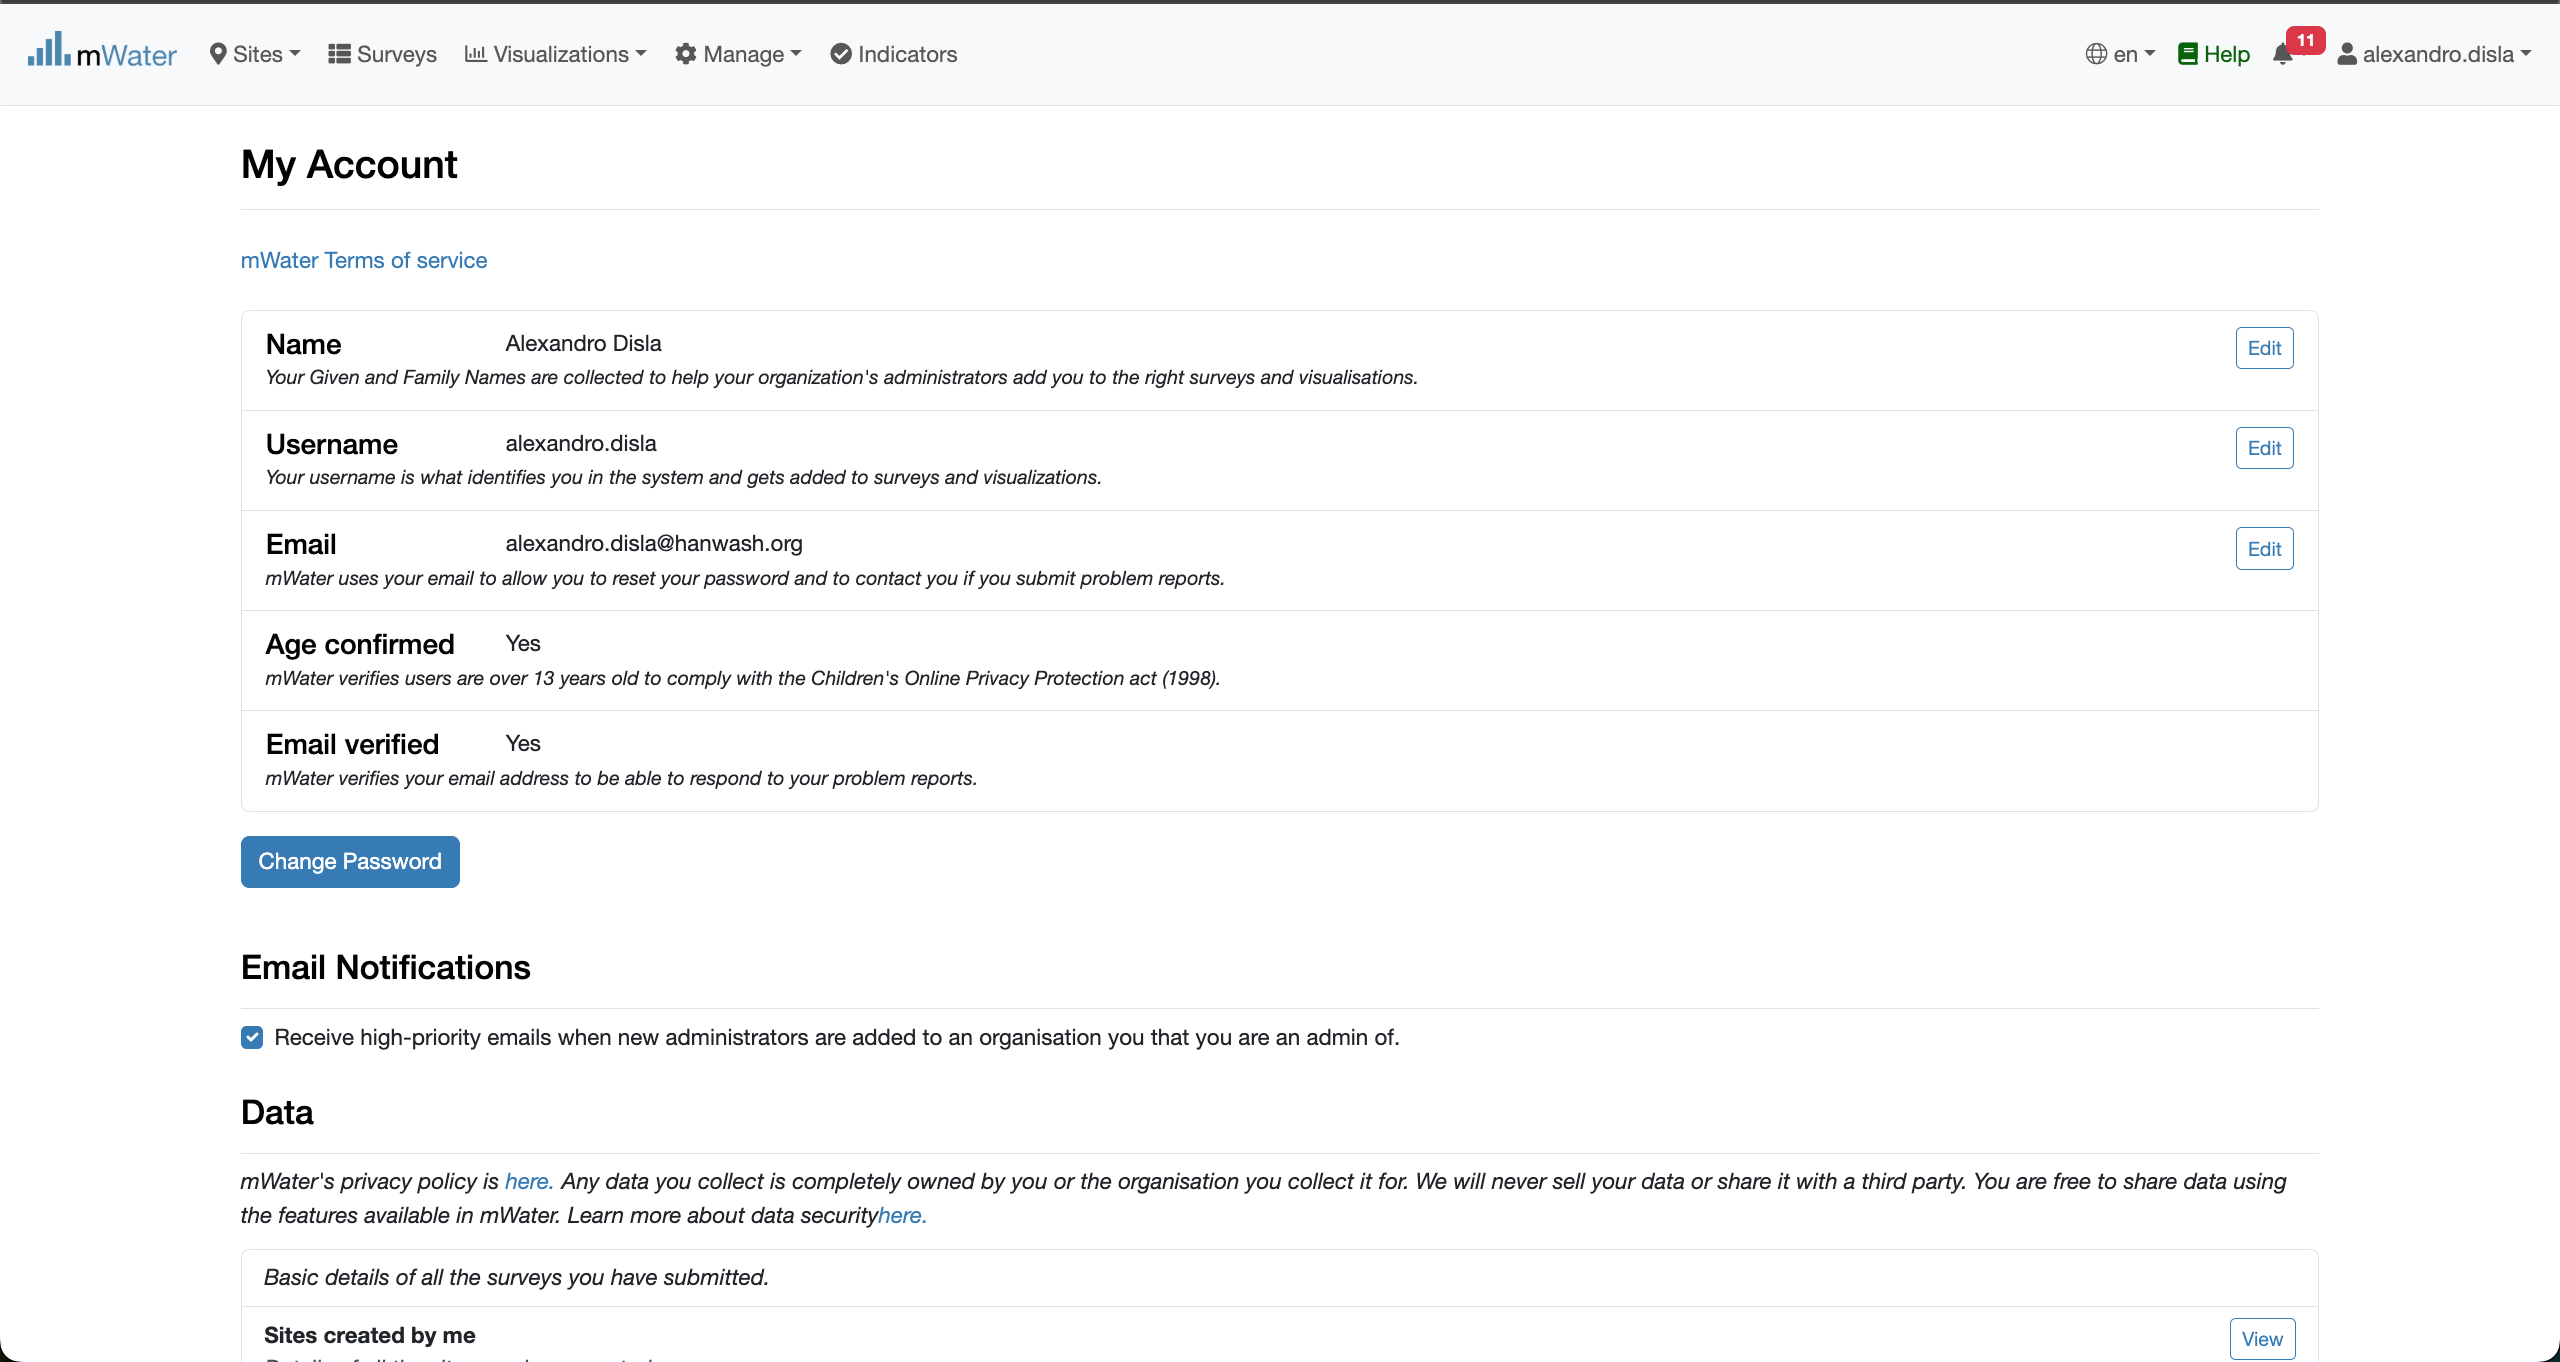 mWater Sites Surveys Visualizations Manage Indicators en Help 11 alexandro.disla
My Account
mWater Terms of service
Name Alexandro Disla Edit
Your Given and Family Names are collected to help your organization's administrators add you to the right surveys and visualisations.
Username alexandro.disla Edit
Your username is what identifies you in the system and gets added to surveys and visualizations.
Email alexandro.disla@hanwash.org Edit
mWater uses your email to allow you to reset your password and to contact you if you submit problem reports.
Age confirmed Yes
mWater verifies users are over 13 years old to comply with the Children's Online Privacy Protection act (1998).
Email verified Yes
mWater verifies your email address to be able to respond to your problem reports.
Change Password
Email Notifications
Receive high-priority emails when new administrators are added to an organisation you that you are an admin of.
Data
mWater's privacy policy is here. Any data you collect is completely owned by you or the organisation you collect it for. We will never sell your data or share it with a third party. You are free to share data using
the features available in mWater. Learn more about data securityhere.
Basic details of all the surveys you have submitted.
Sites created by me View